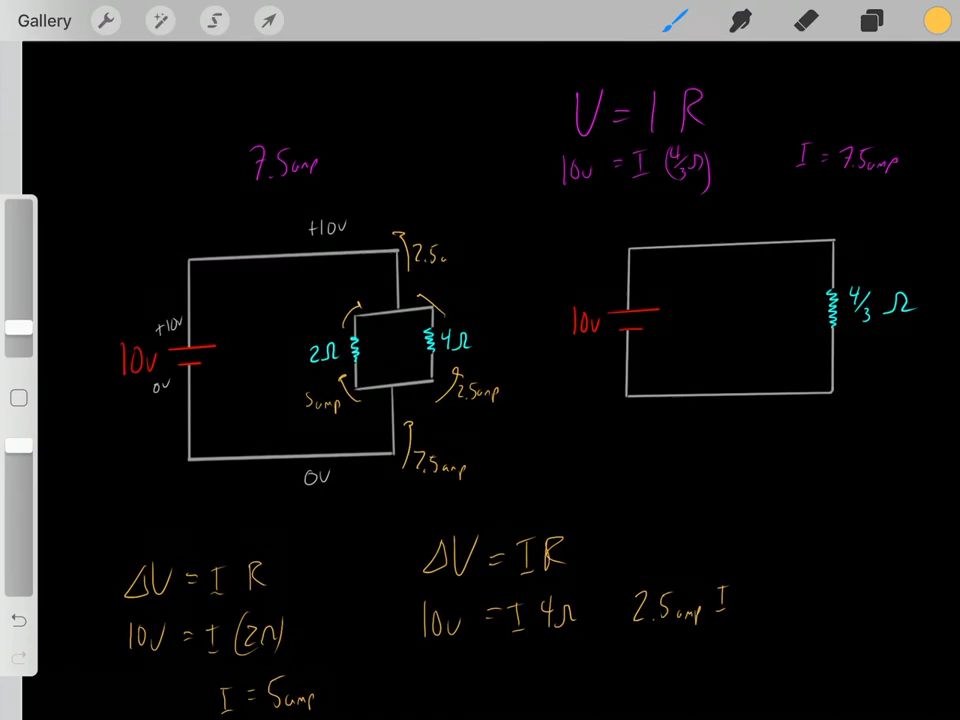 Gallery
V = I R
10v = I (4/3 Ω)
I = 7.5amp
7.5amp
+10v
2.5
+10v
10v
0v
2Ω
4Ω
5amp
2.5amp
7.5amp
0v
10v
4/3 Ω
ΔV = I R
10v = I (2Ω)
I = 5amp
ΔV = IR
10v = I 4Ω
2.5amp I